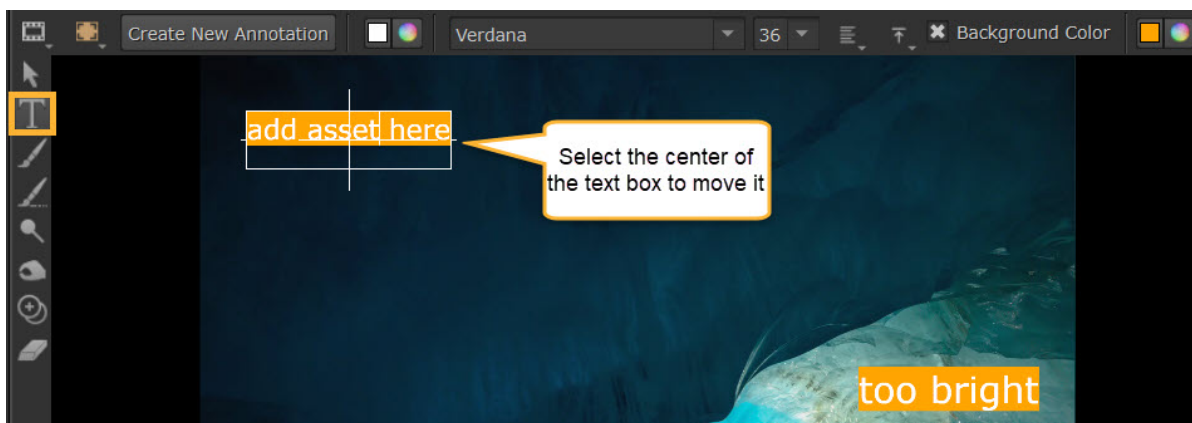 Create New Annotation Verdana 36 Background Color
T
add asset here
Select the center of
the text box to move it
too bright